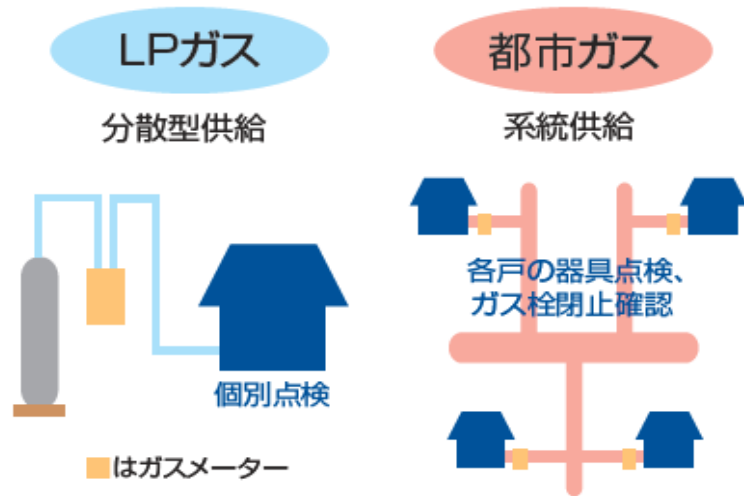 LPガス
分散型供給
個別点検
はガスメーター
都市ガス
系統供給
各戸の器具点検、
ガス栓閉止確認